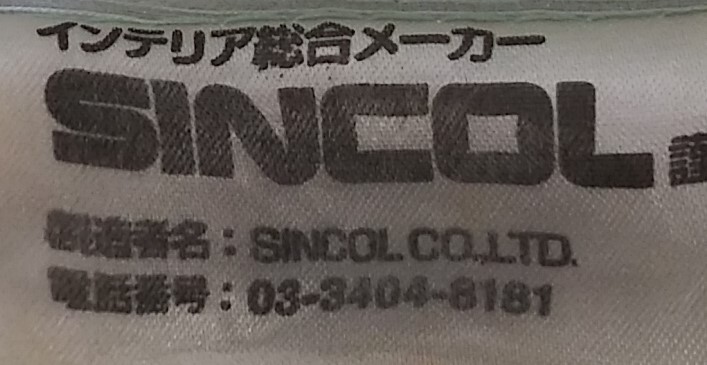 インテリア総合メーカー
SINCOL
製造者名：SINCOL CO.,LTD.
電話番号：03-3404-8181